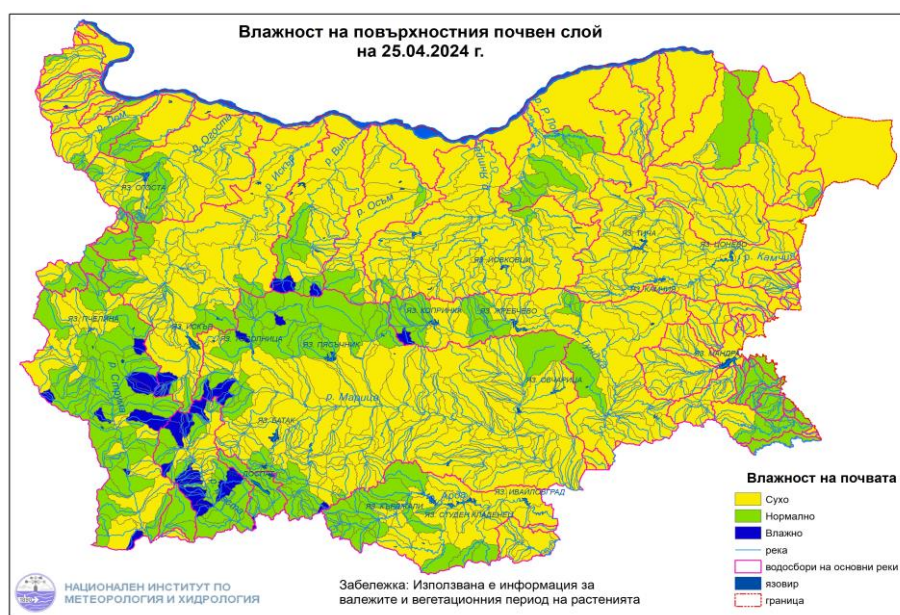 Влажност на повърхностния почвен слой
на 25.04.2024 г.
р. Лом
р. Огоста
р. Искър
р. Вит
р. Осъм
ЯЗ. ОГОСТА
ЯЗ. ЙОВКОВЦИ
ЯЗ. ТИЧА
ЯЗ. ЦОНЕВО
р. Камчия
ЯЗ. КАМЧИЯ
ЯЗ. ПЧЕЛИНА
ЯЗ. ИСКЪР
ЯЗ. КОПРИНКА
ЯЗ. ЖРЕБЧЕВО
ЯЗ. ПЯСЪЧНИК
ЯЗ. МАНДРА
р. Струма
ЯЗ. ОВЧАРИЦА
р. Марица
ЯЗ. БАТАК
ЯЗ. ИВАЙЛОВГРАД
ЯЗ. КЪРДЖАЛИ
ЯЗ. СТУДЕН КЛАДЕНЕЦ
Влажност на почвата
Сухо
Нормално
Влажно
река
водосбори на основни реки
язовир
граница
НАЦИОНАЛЕН ИНСТИТУТ ПО
МЕТЕОРОЛОГИЯ И ХИДРОЛОГИЯ
Забележка: Използвана е информация за
валежите и вегетационния период на растенията